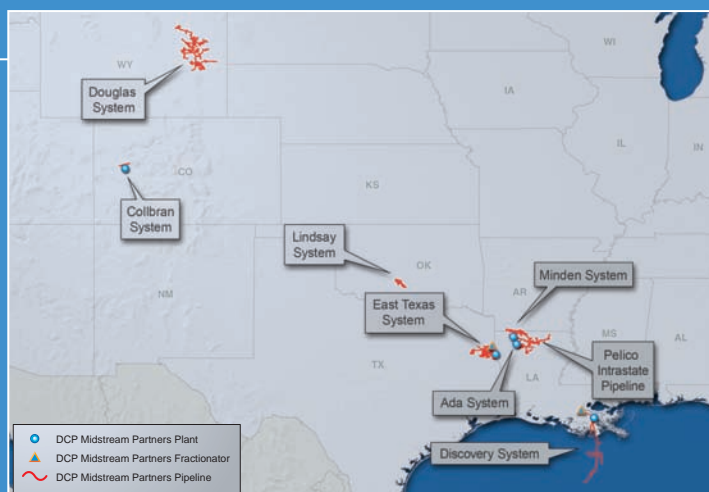 WY
WI
Douglas
System
IA
IL
IN
CO
KS
Collbran
System
Lindsay
System
OK
Minden System
NM
AR
East Texas
System
MS
AL
TX
Pelico
Intrastate
Pipeline
LA
Ada System
DCP Midstream Partners Plant
DCP Midstream Partners Fractionator
DCP Midstream Partners Pipeline
Discovery System